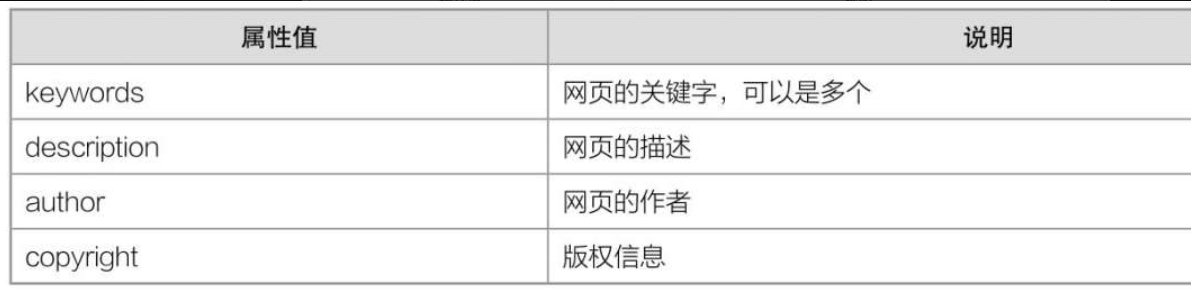 属性值 说明
keywords 网页的关键字，可以是多个
description 网页的描述
author 网页的作者
copyright 版权信息